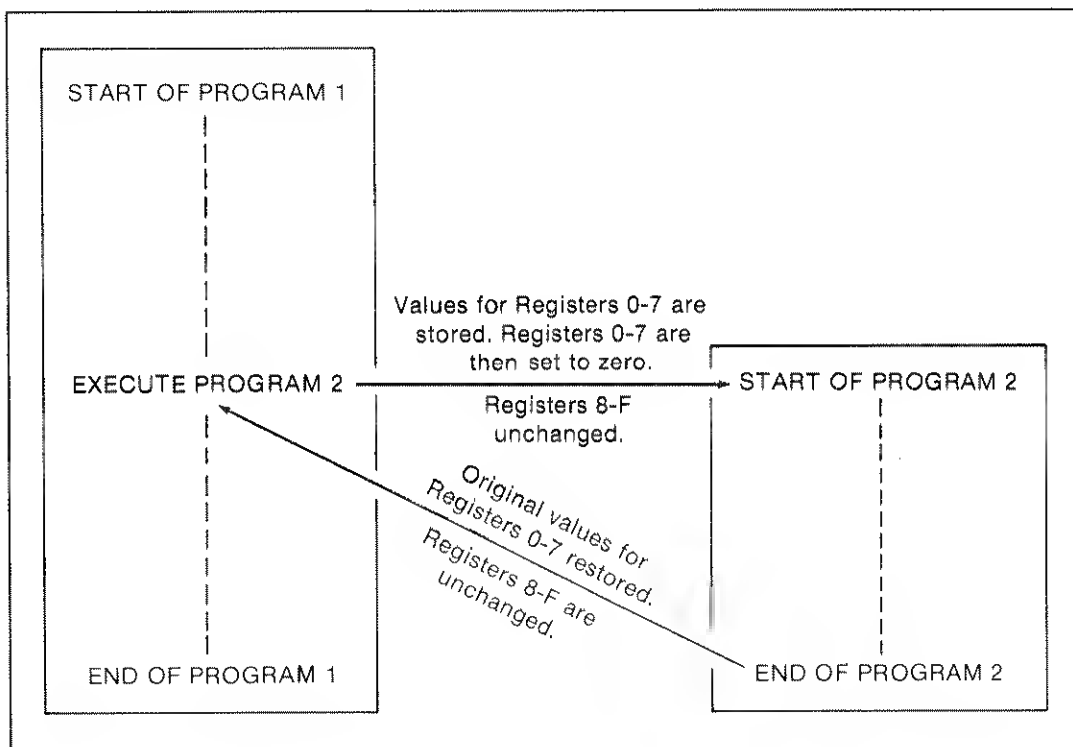 START OF PROGRAM 1
Values for Registers 0-7 are
stored. Registers 0-7 are
then set to zero.
EXECUTE PROGRAM 2
START OF PROGRAM 2
Registers 8-F
unchanged.
Original values for
Registers 0-7 restored.
Registers 8-F are
unchanged.
END OF PROGRAM 1
END OF PROGRAM 2